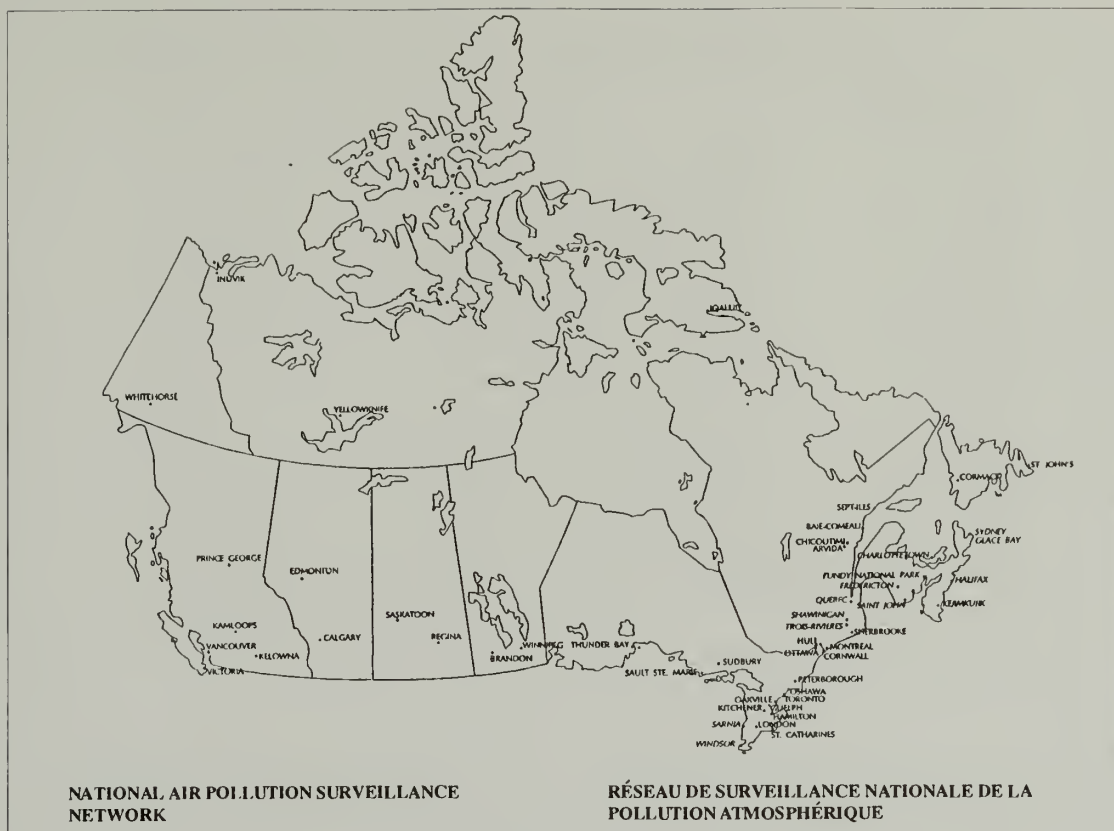 INUVIK
IQALUIT
WHITEHORSE
YELLOWKNIFE
ST JOHN'S
CORMACK
SEPT-ILES
BAIE-COMEAU
SYDNEY
GLACE BAY
CHICOUTIMI
ARVIDA
CHARLOTTETOWN
PRINCE GEORGE
EDMONTON
FUNDY NATIONAL PARK
HALIFAX
FREDERICTON
QUEBEC
SAINT JOHN
KEJIMKUJIK
SASKATOON
SHAWINIGAN
TROIS-RIVIERES
SHERBROOKE
KAMLOOPS
CALGARY
REGINA
VANCOUVER
KELOWNA
WINNIPEG
THUNDER BAY
HULL
MONTREAL
OTTAWA
CORNWALL
BRANDON
SUDBURY
VICTORIA
SAULT STE. MARIE
PETERBOROUGH
OSHAWA
OAKVILLE
TORONTO
KITCHENER
GUELPH
HAMILTON
SARNIA
LONDON
ST. CATHARINES
WINDSOR
NATIONAL AIR POLLUTION SURVEILLANCE
NETWORK
RÉSEAU DE SURVEILLANCE NATIONALE DE LA
POLLUTION ATMOSPHÉRIQUE